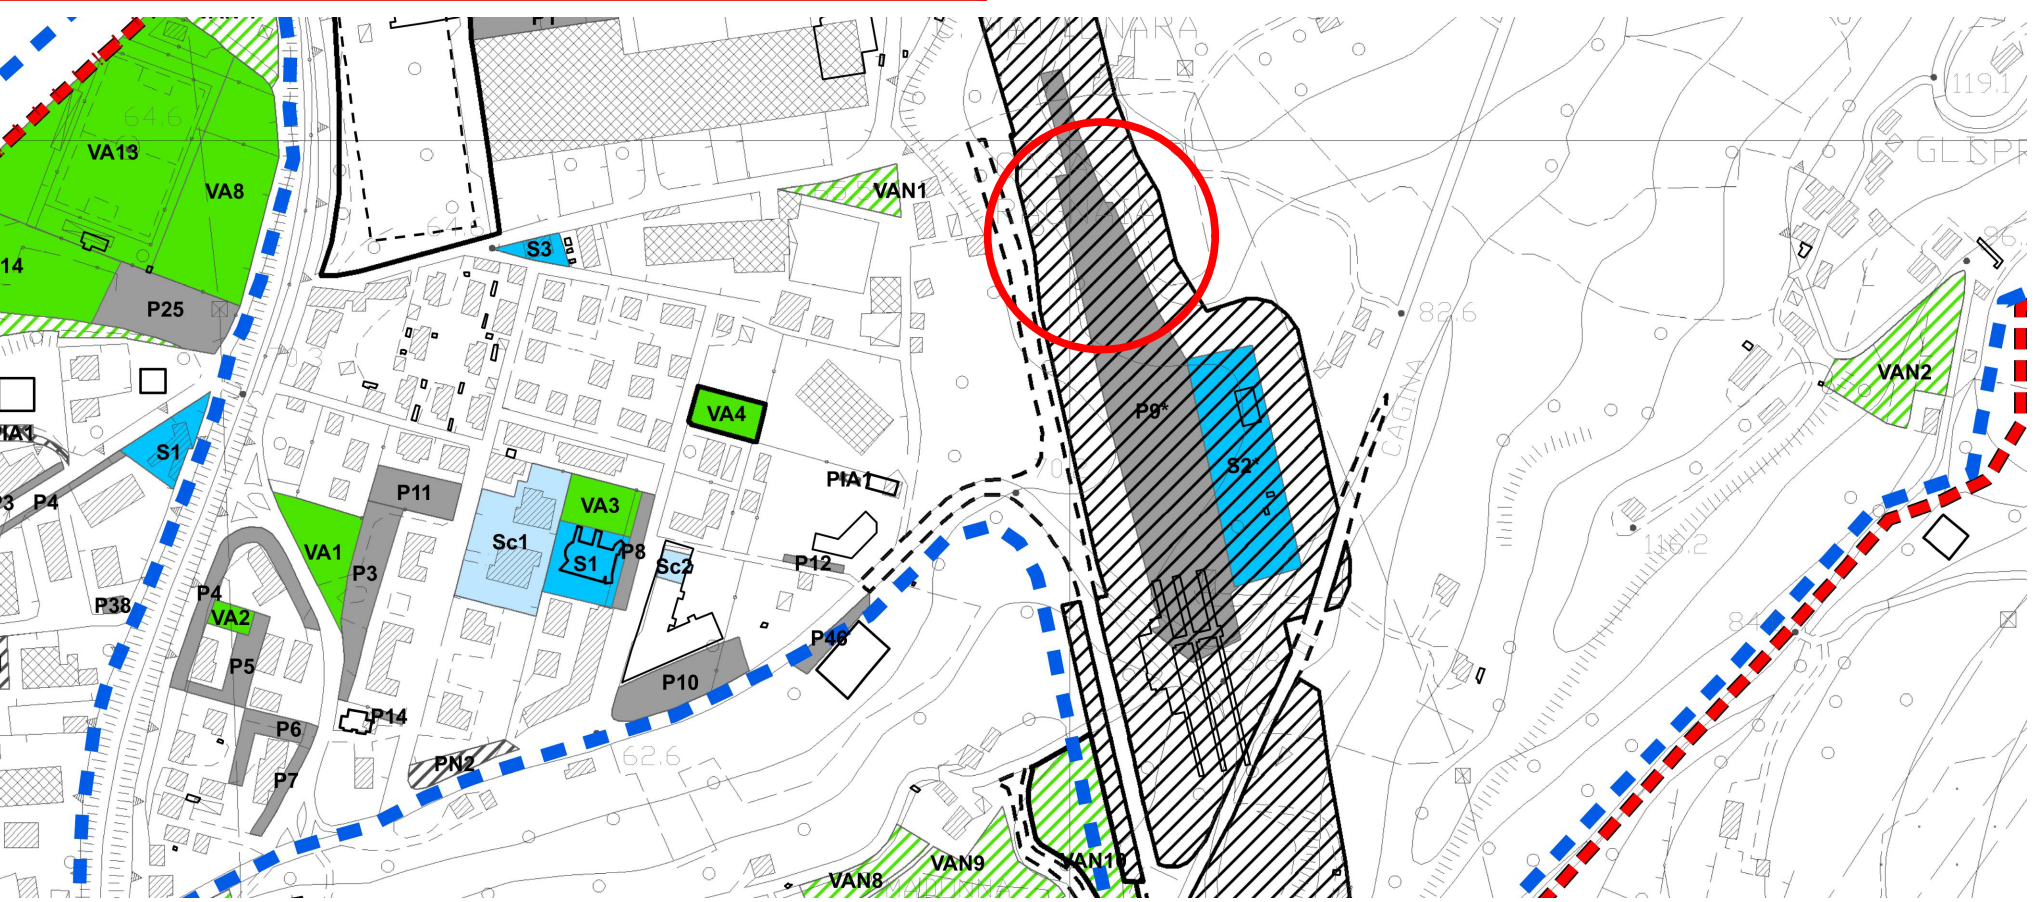 P1
64.6
119.1
VA13
VA8
VAN1
S3
14
P25
82.6
VAN2
VA4
P9*
S2*
PIA1
S1
PIA1
P4
P11
VA3
Sc1
P8
S1
VA1
P3
Sc2
P12
116.2
P4
P38
VA2
P46
P5
P10
P14
P6
62.6
PN2
P7
VAN10
VAN9
VAN8
CAGNA